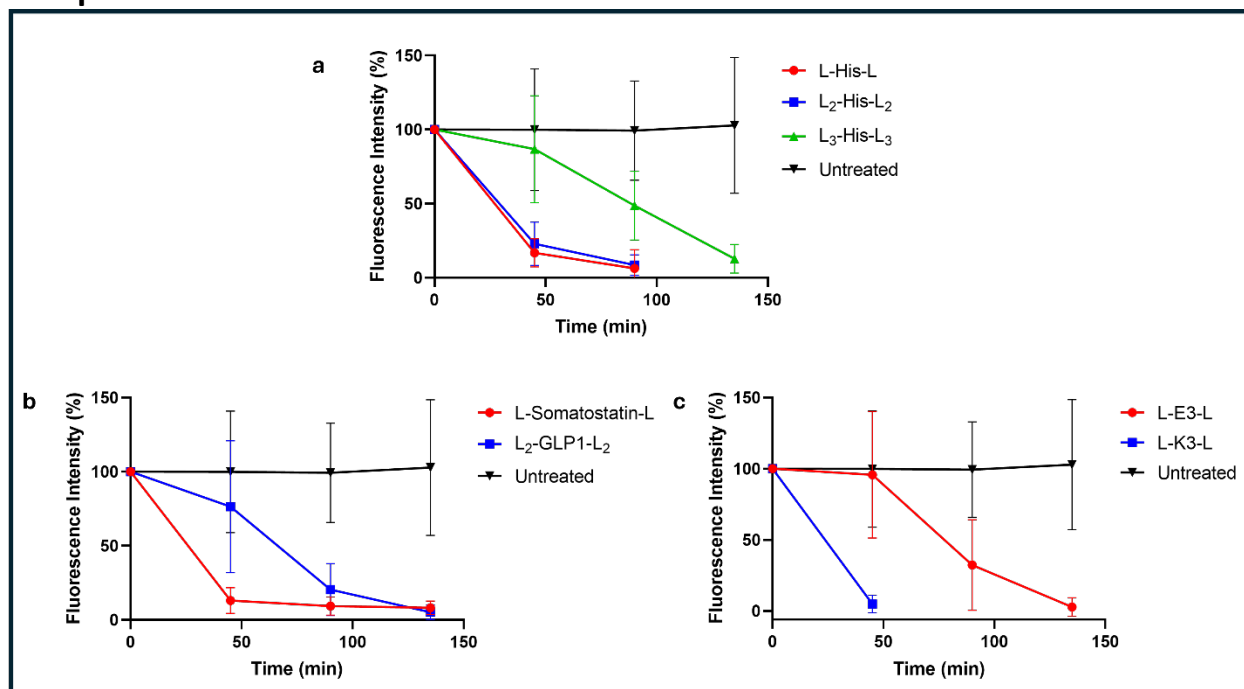 a
Fluorescence Intensity (%)
150
100
50
0
0 50 100 150
Time (min)
L-His-L
L₂-His-L₂
L₃-His-L₃
Untreated
b
Fluorescence Intensity (%)
150
100
50
0
0 50 100 150
Time (min)
L-Somatostatin-L
L₂-GLP1-L₂
Untreated
c
Fluorescence Intensity (%)
150
100
50
0
0 50 100 150
Time (min)
L-E3-L
L-K3-L
Untreated